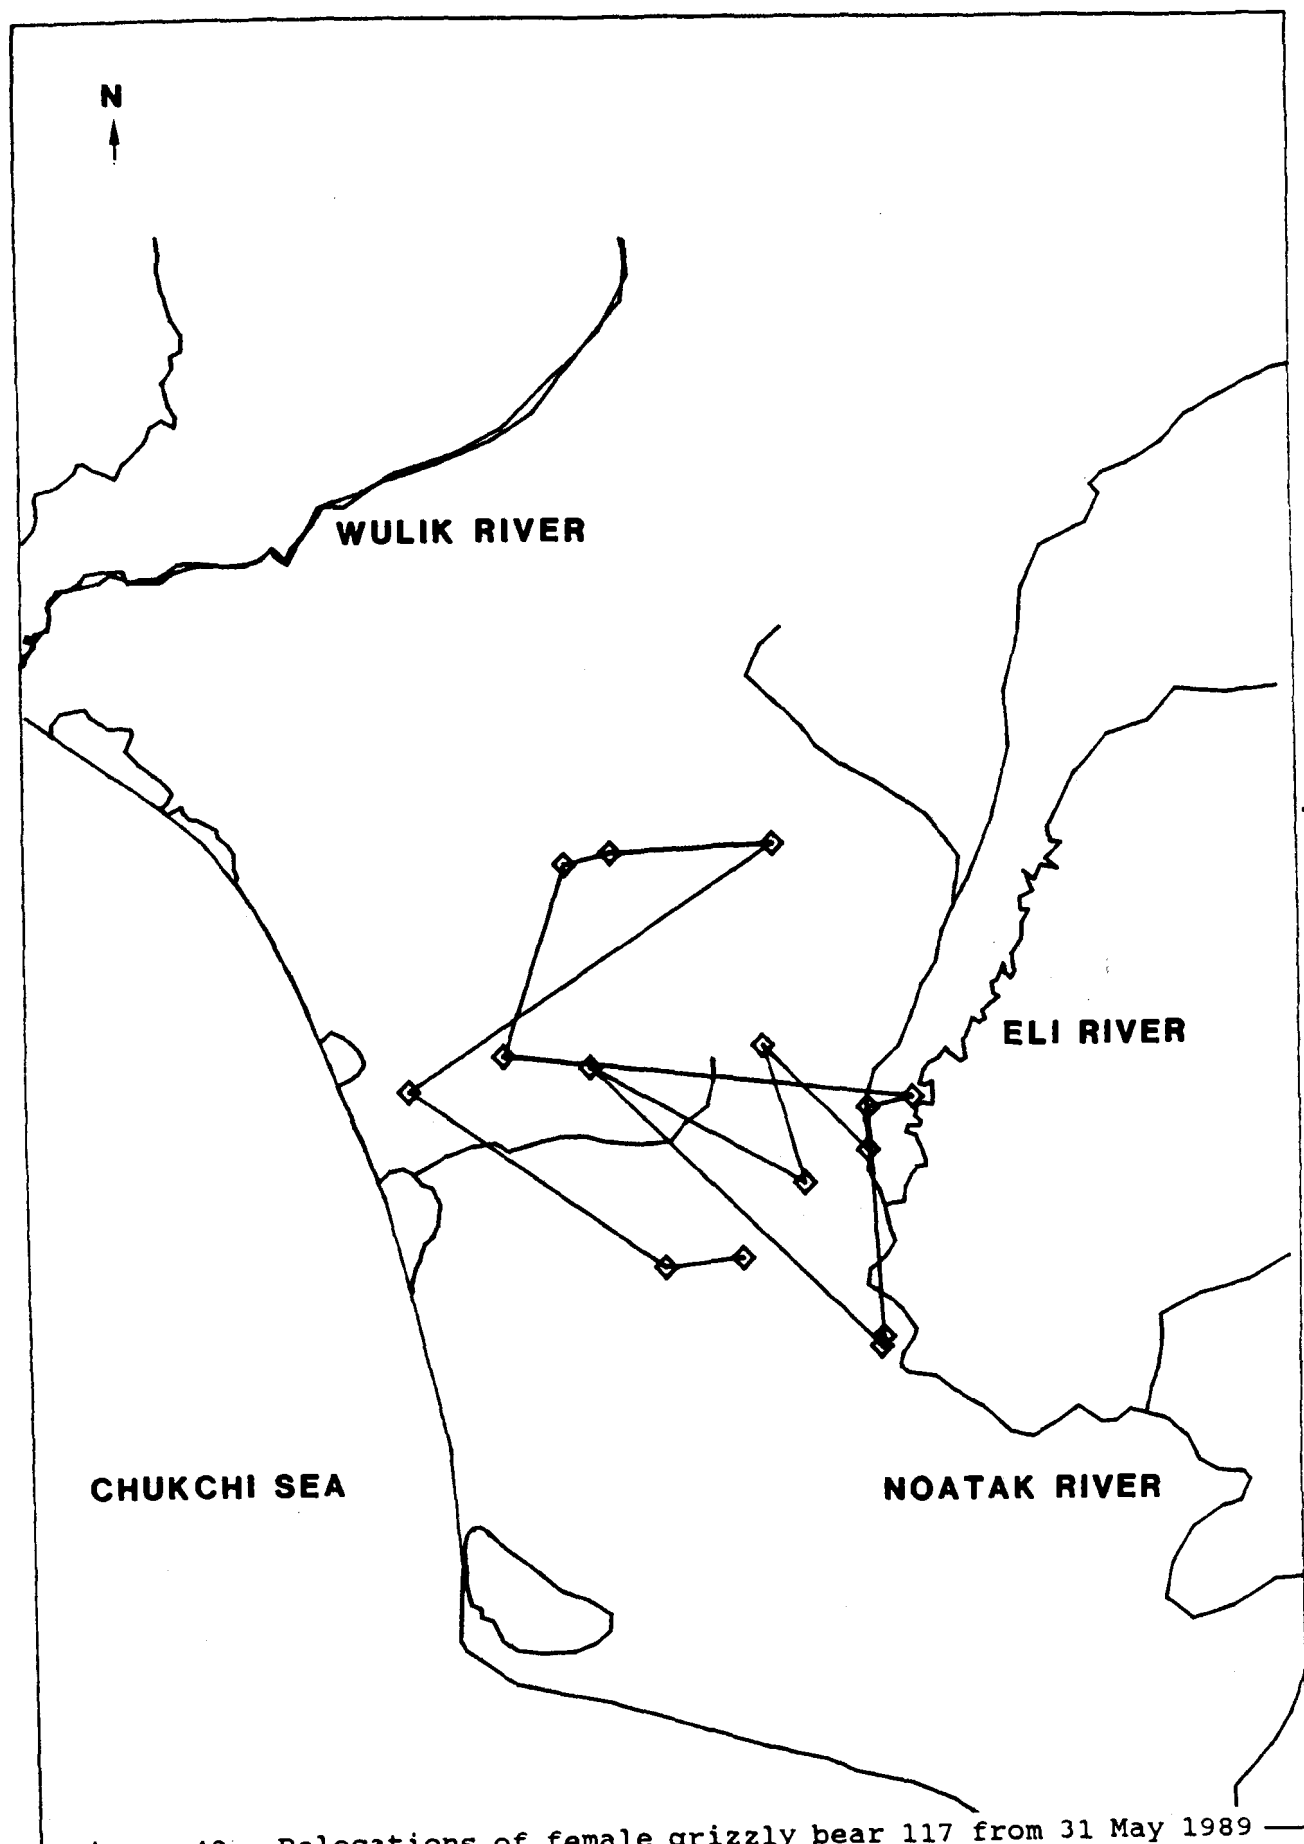 N
WULIK RIVER
ELI RIVER
CHUKCHI SEA
NOATAK RIVER
Relocations of female grizzly bear 117 from 31 May 1989 —